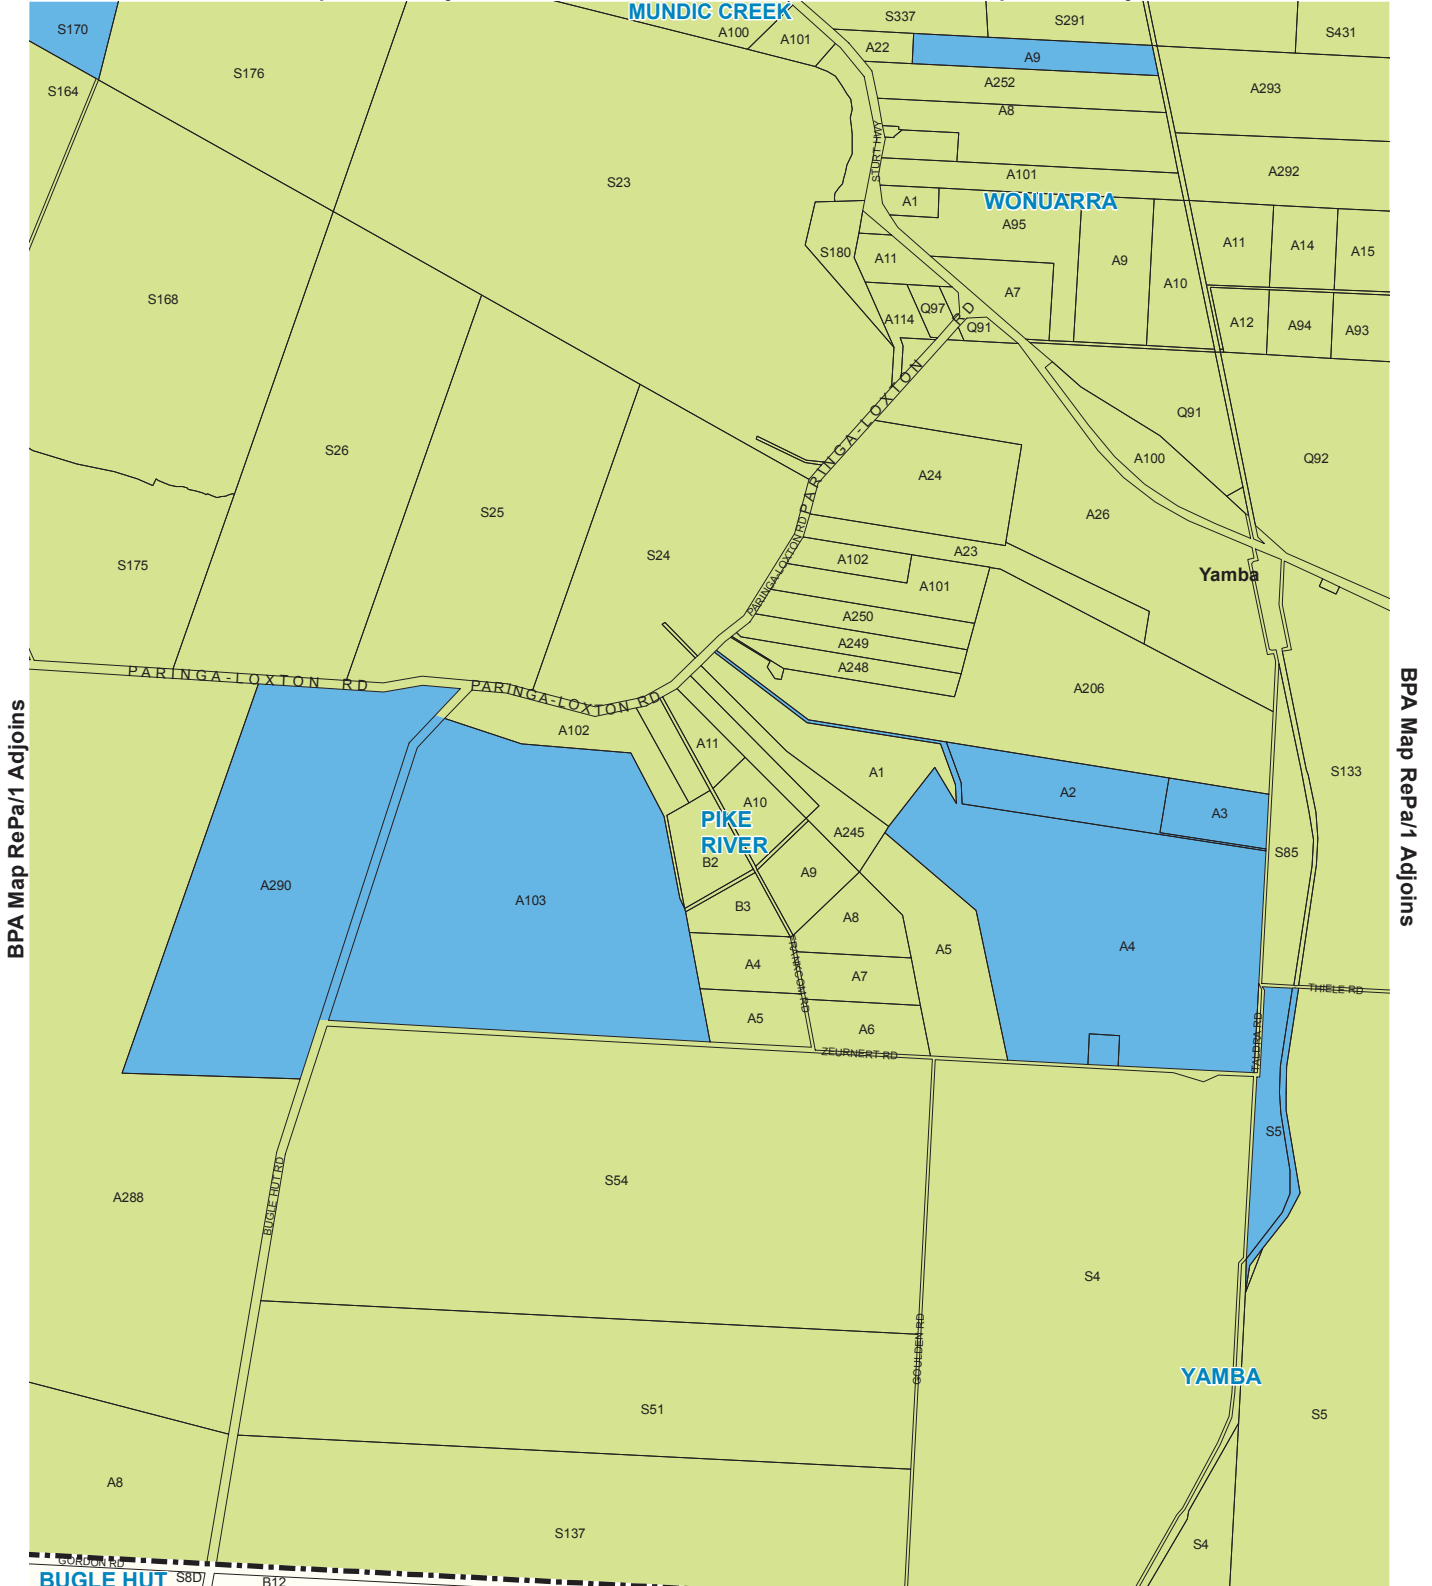 MUNDIC CREEK
S170
S337
S291
S431
A100
A101
A22
A9
S176
S164
A252
A293
A8
STURT HWY
S23
A101
A292
A1
WONUARRA
A95
S180
A11
A9
A11
A14
A15
A10
A7
S168
Q97
A114
RD
Q91
A12
A94
A93
PARINGA-LOXTON
Q91
S26
A100
Q92
A24
S25
A26
PARINGA-LOXTON RD
S24
A23
A102
S175
Yamba
A101
A250
A249
A248
PARINGA-LOXTON RD
PARINGA-LOXTON RD
A206
BPA Map RePa/1 Adjoins
BPA Map RePa/1 Adjoins
A102
A11
A1
S133
A2
A3
A10
PIKE
RIVER
A245
S85
B2
A9
A290
A103
B3
A8
A4
A5
A4
A7
THIELE RD
A5
A6
ZEURNERT RD
TALDRA RD
S5
S54
A288
BUGLE HUT RD
S4
GOULDEN RD
YAMBA
S51
S5
A8
S137
S4
GORDON RD
BUGLE HUT
S8D
B12